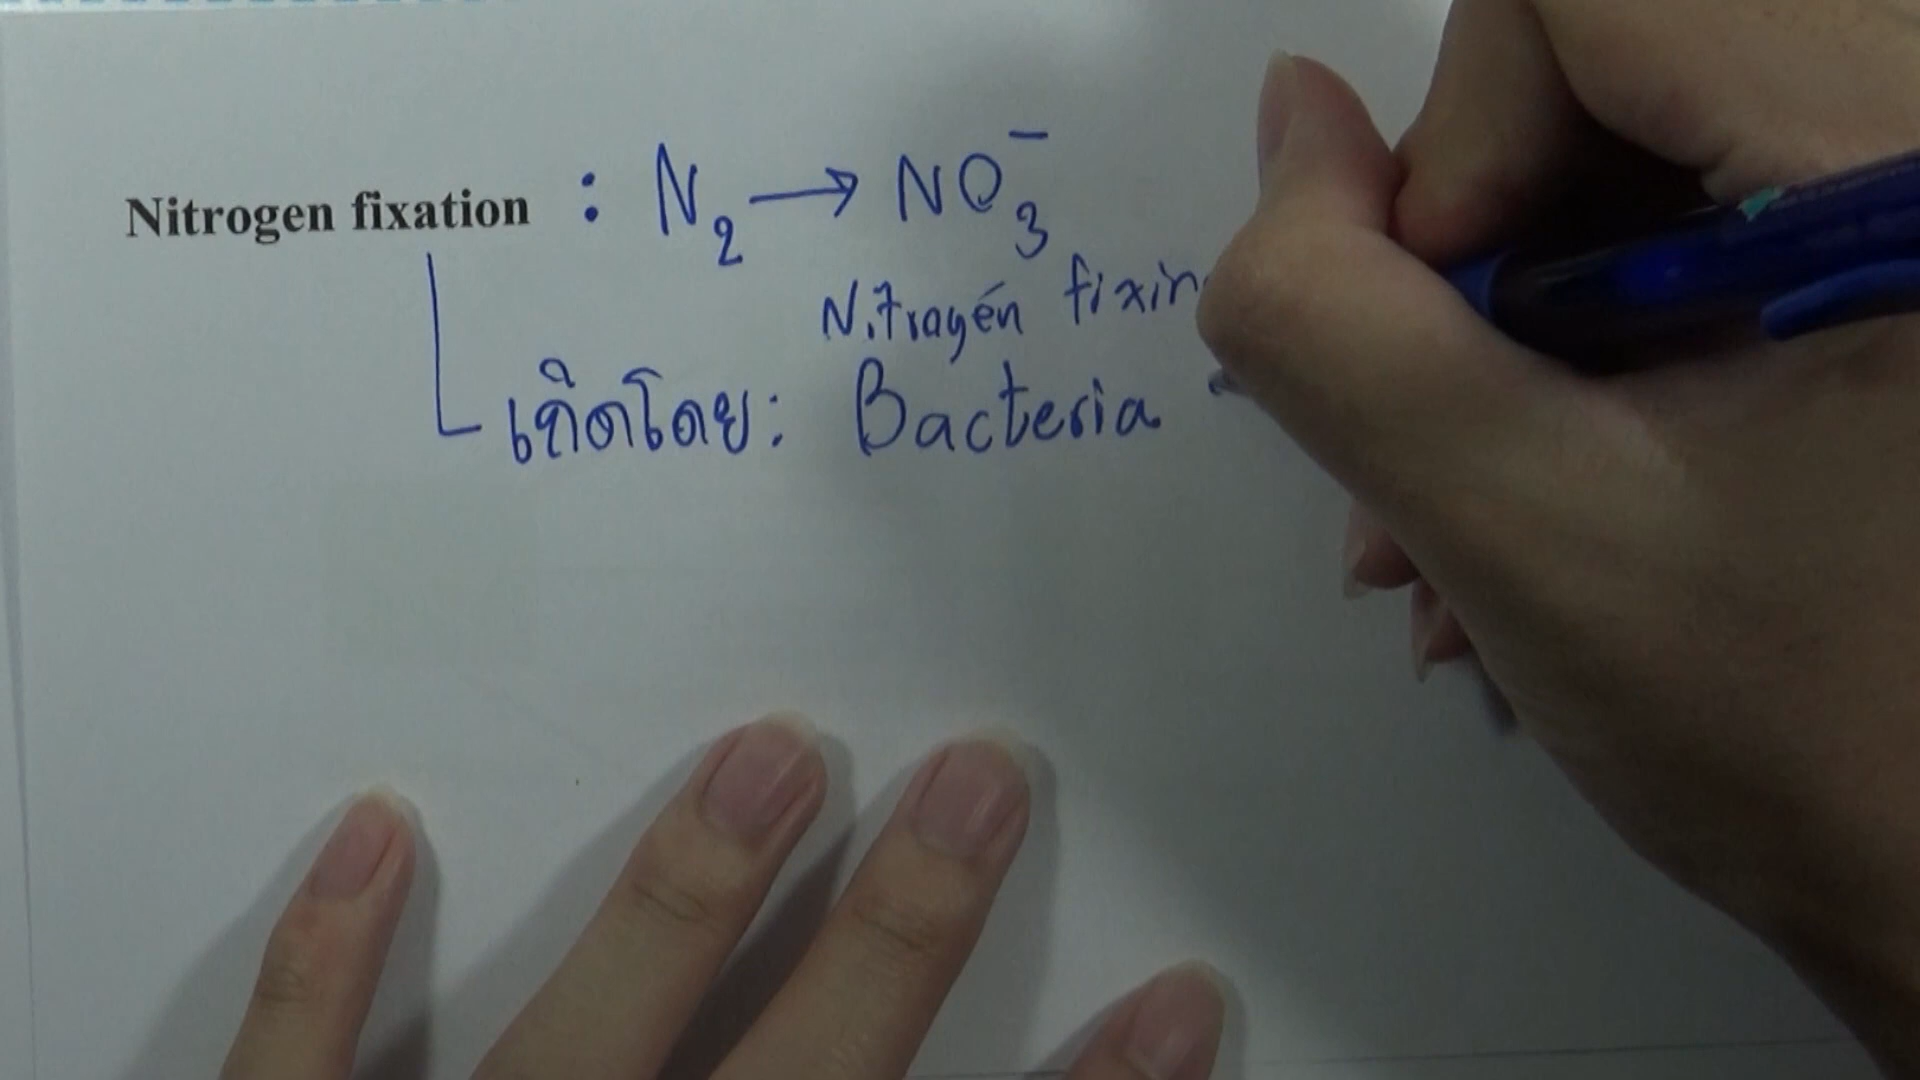 Nitrogen fixation : N₂ → NO₃⁻
Nitrogen fixin
เกิดโดย: Bacteria